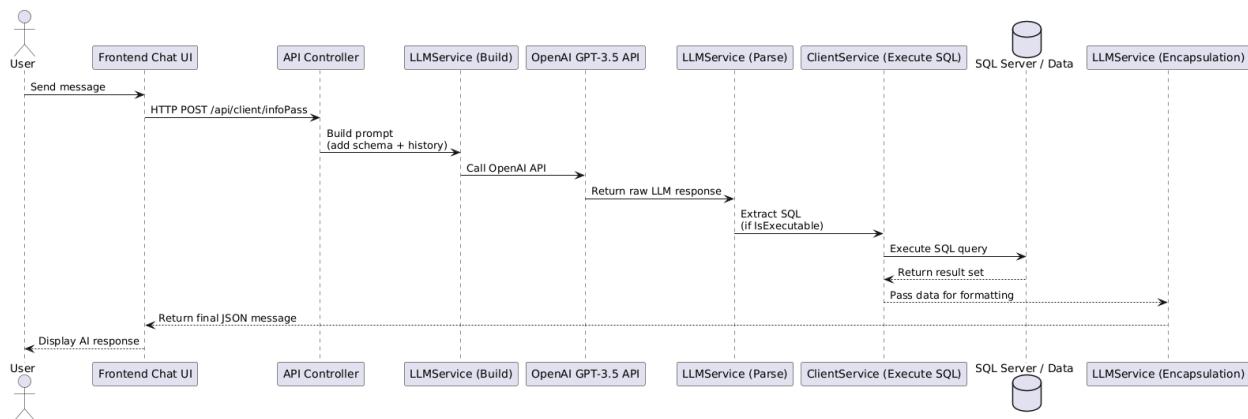 User
Frontend Chat UI
API Controller
LLMService (Build)
OpenAI GPT-3.5 API
LLMService (Parse)
ClientService (Execute SQL)
SQL Server / Data
LLMService (Encapsulation)
Send message
HTTP POST /api/client/infoPass
Build prompt
(add schema + history)
Call OpenAI API
Return raw LLM response
Extract SQL
(if IsExecutable)
Execute SQL query
Return result set
Pass data for formatting
Return final JSON message
Display AI response
User
Frontend Chat UI
API Controller
LLMService (Build)
OpenAI GPT-3.5 API
LLMService (Parse)
ClientService (Execute SQL)
SQL Server / Data
LLMService (Encapsulation)